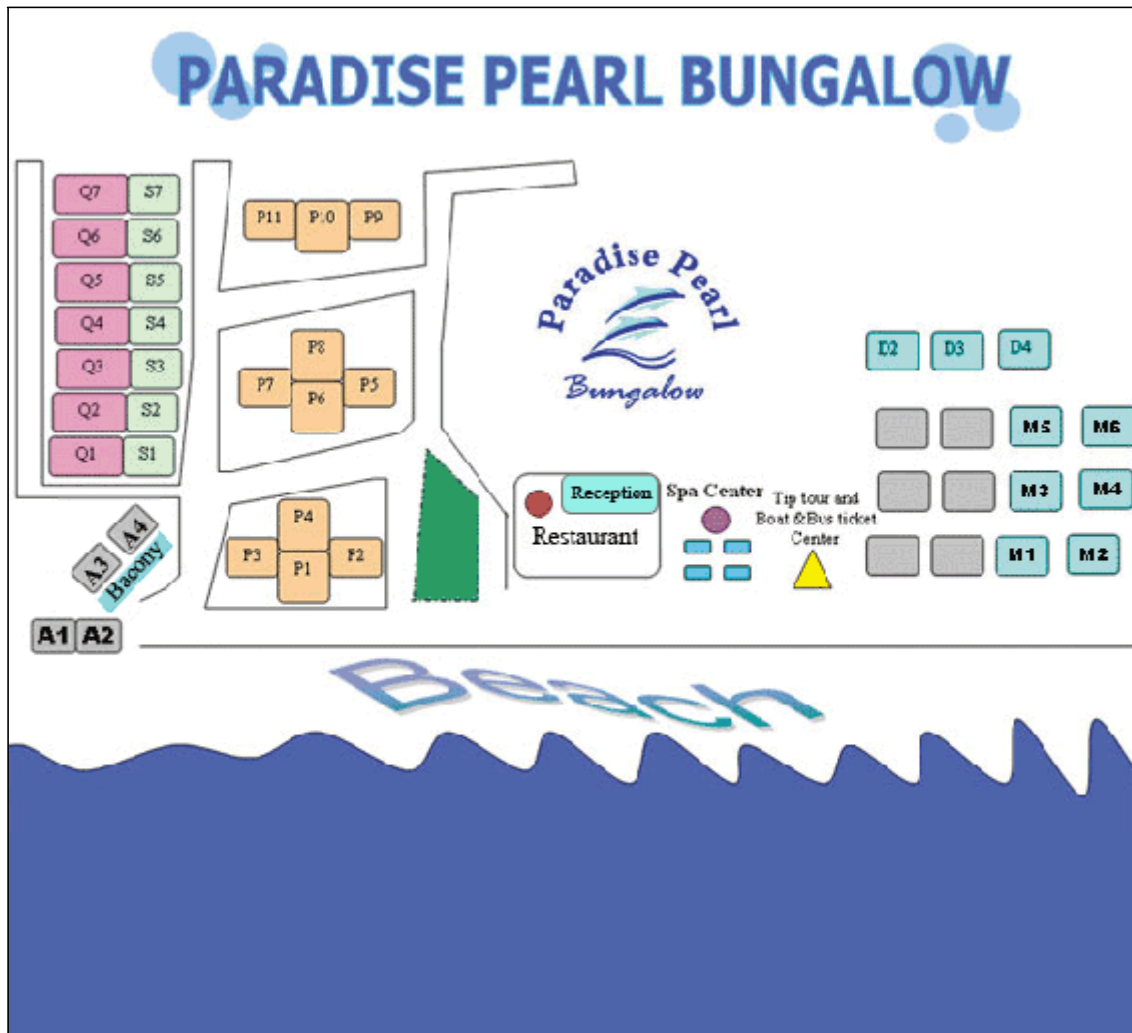 PARADISE PEARL BUNGALOW
Q7 S7
Q6 S6
Q5 S5
Q4 S4
Q3 S3
Q2 S2
Q1 S1
P11 P10 P9
P8
P7 P6 P5
P4
P3 P1 P2
A3 A4
Bacony
A1 A2
Paradise Pearl
Bungalow
Reception
Restaurant
Spa Center
Tip tour and
Boat &Bus ticket
Center
D2 D3 D4
M5 M6
M3 M4
M1 M2
Beach